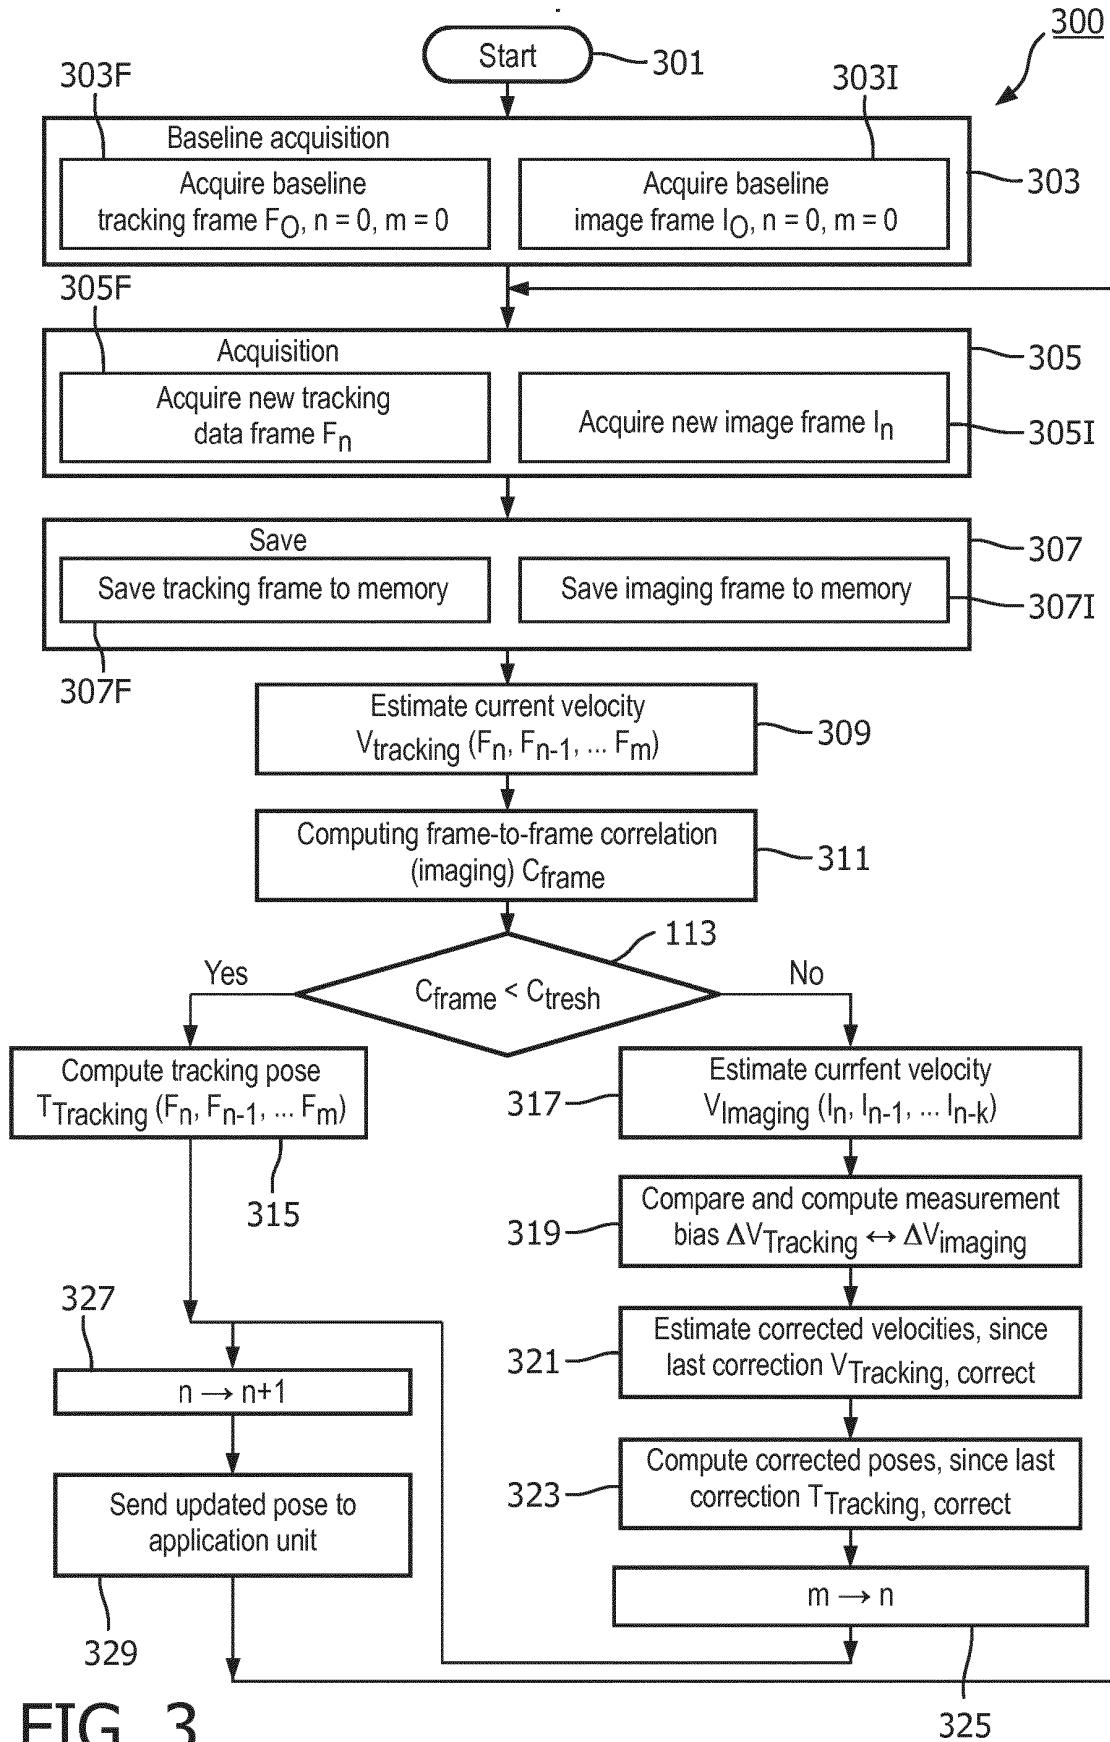 300
Start
301
303F
303I
Baseline acquisition
303
Acquire baseline
tracking frame FO, n = 0, m = 0
Acquire baseline
image frame IO, n = 0, m = 0
305F
Acquisition
305
Acquire new tracking
data frame Fn
Acquire new image frame In
305I
Save
307
Save tracking frame to memory
Save imaging frame to memory
307I
307F
Estimate current velocity
Vtracking (Fn, Fn-1, ... Fm)
309
Computing frame-to-frame correlation
(imaging) Cframe
311
113
Yes
Cframe < Ctresh
No
Compute tracking pose
TTracking (Fn, Fn-1, ... Fm)
315
Estimate currfent velocity
VImaging (In, In-1, ... In-k)
317
Compare and compute measurement
bias ΔVTracking ↔ ΔVimaging
319
327
n → n+1
Estimate corrected velocities, since
last correction VTracking, correct
321
Send updated pose to
application unit
329
Compute corrected poses, since last
correction TTracking, correct
323
m → n
325
FIG. 3